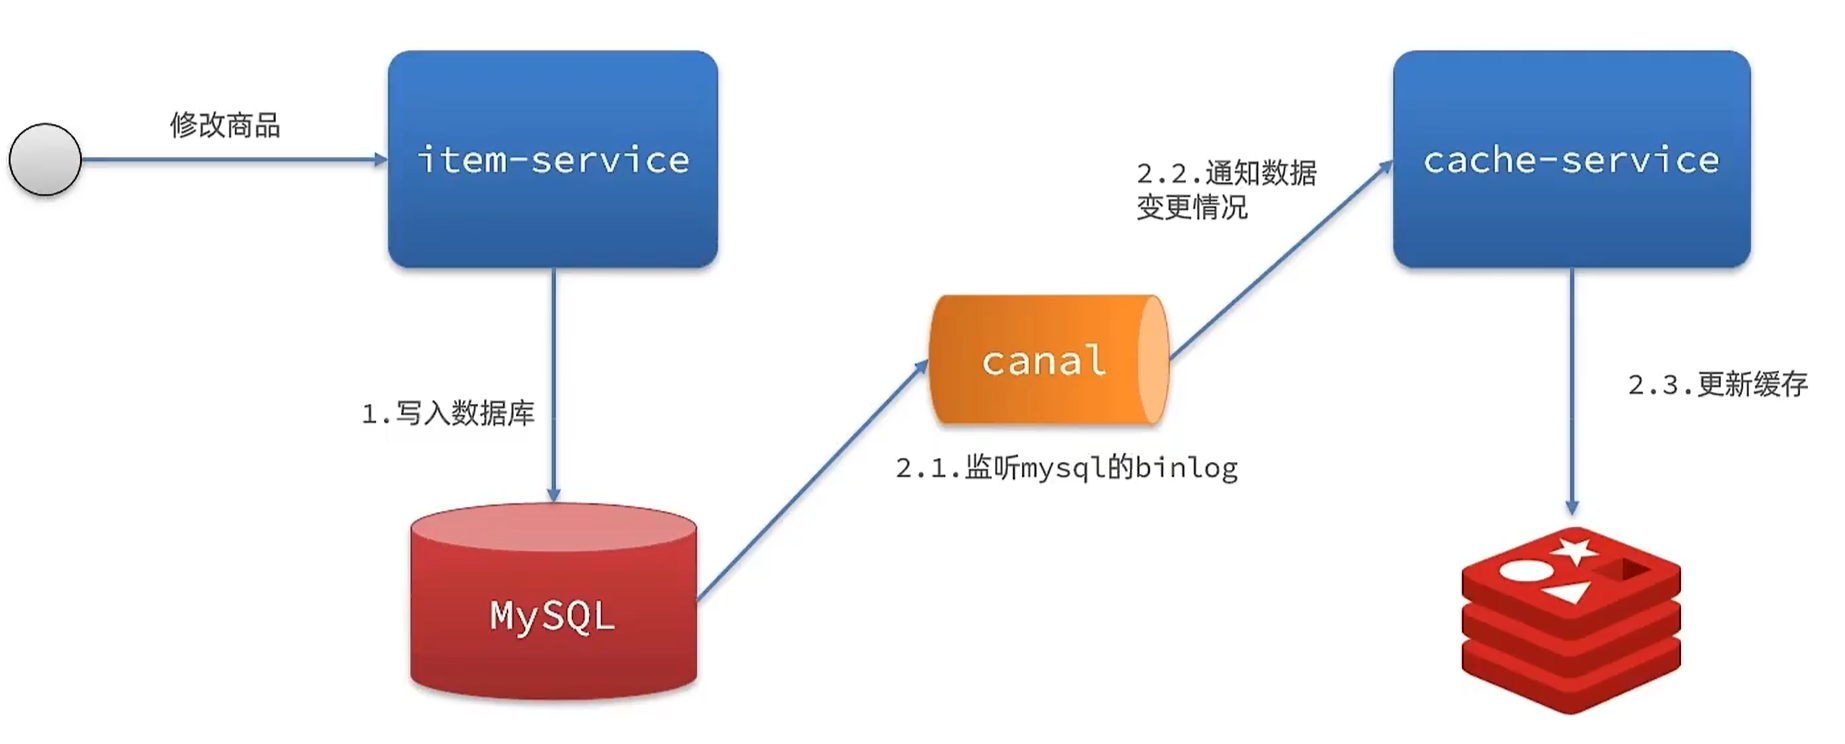 修改商品
item-service
cache-service
2.2.通知数据
变更情况
canal
2.3.更新缓存
1.写入数据库
2.1.监听mysql的binlog
MySQL